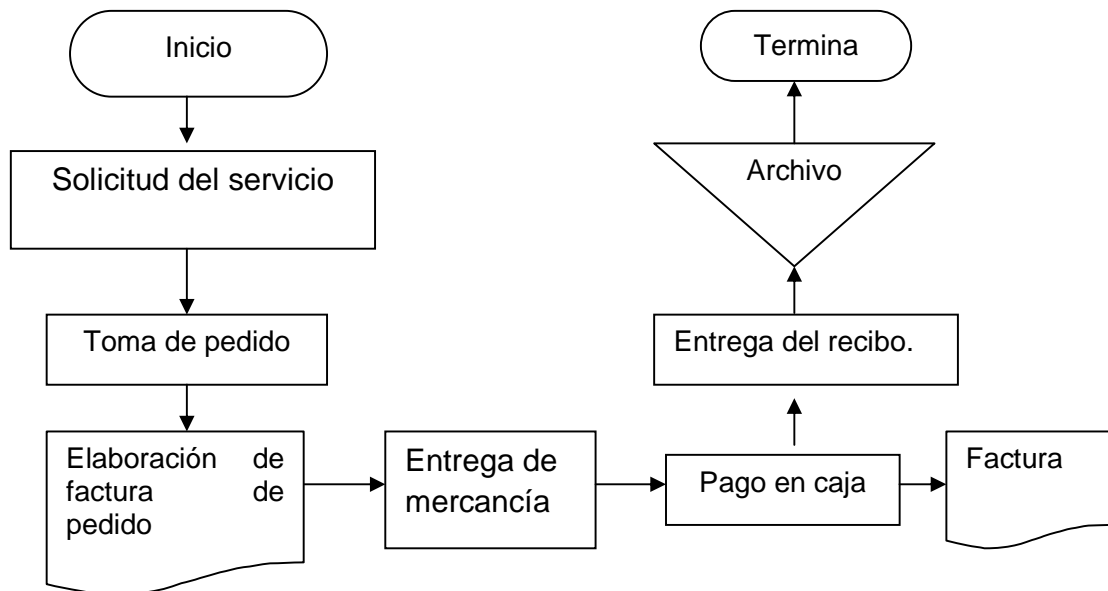 Inicio
Solicitud del servicio
Toma de pedido
Elaboración de
factura de
pedido
Entrega de
mercancía
Pago en caja
Factura
Entrega del recibo.
Archivo
Termina